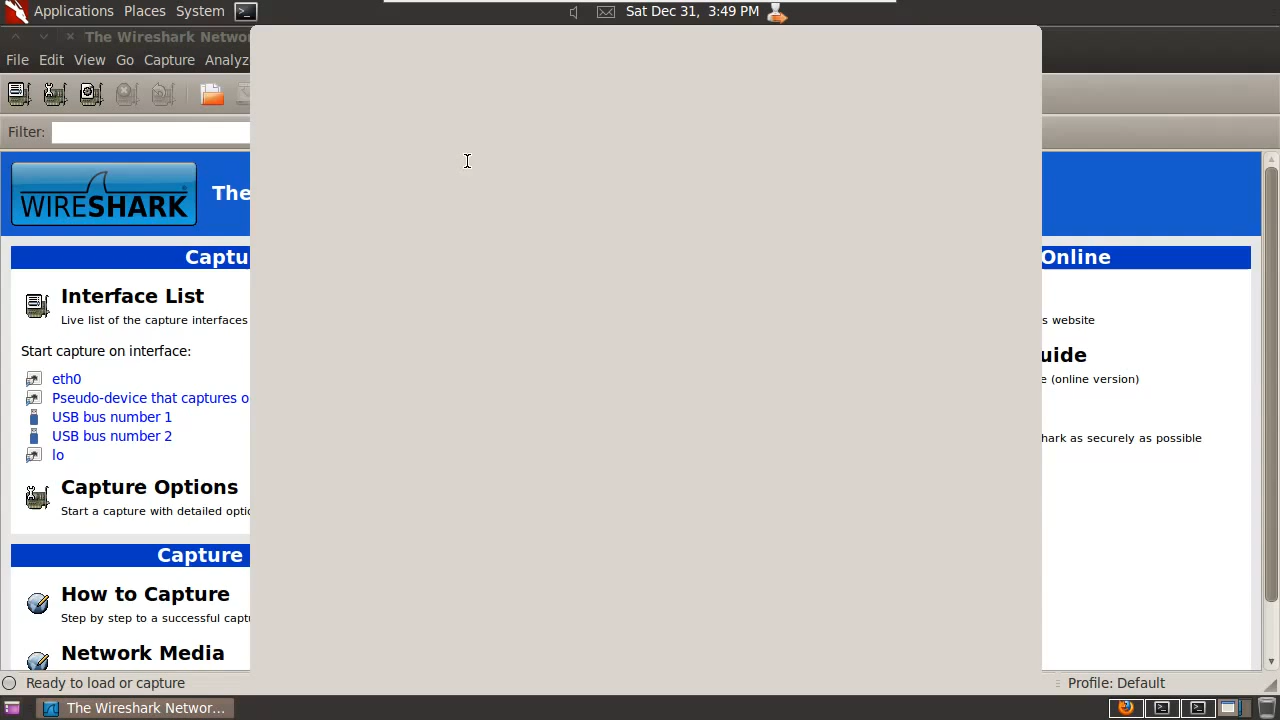 Applications Places System Sat Dec 31, 3:49 PM
The Wireshark Netwo
File Edit View Go Capture Analyz
Filter:
WIRESHARK The
Captu Online
Interface List
Live list of the capture interfaces s website
Start capture on interface: uide
eth0 e (online version)
Pseudo-device that captures o
USB bus number 1
USB bus number 2 hark as securely as possible
lo
Capture Options
Start a capture with detailed optic
Capture
How to Capture
Step by step to a successful captu
Network Media
Ready to load or capture Profile: Default
The Wireshark Networ...